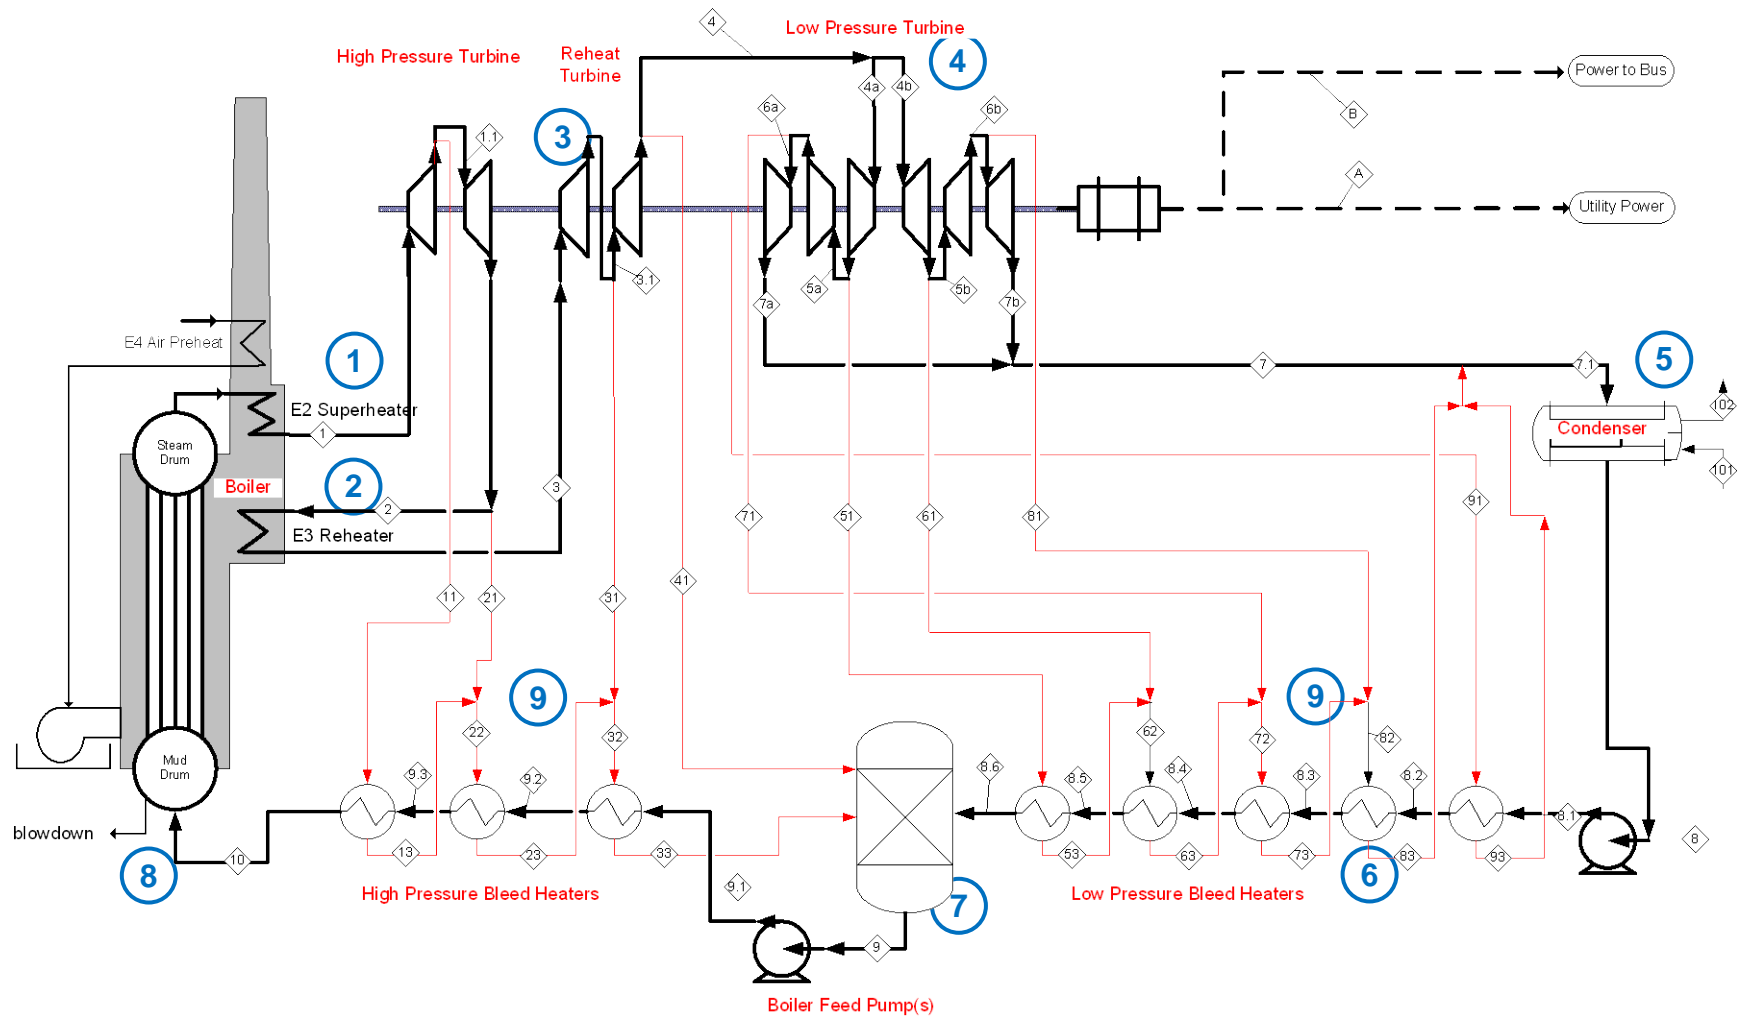 4
Low Pressure Turbine
High Pressure Turbine
Reheat
Turbine
4
Power to Bus
4a
4b
6a
6b
B
3
1.1
A
Utility Power
3.1
5a
5b
7a
7b
E4 Air Preheat
1
7
7.1
5
E2 Superheater
102
1
Condenser
Steam
Drum
101
Boiler
2
3
91
2
71
51
61
81
E3 Reheater
41
11
21
31
9
9
22
32
62
72
82
Mud
Drum
9.3
9.2
8.6
8.5
8.4
8.3
8.2
8.1
blowdown
8
13
23
33
53
63
73
83
93
10
8
6
9.1
High Pressure Bleed Heaters
7
Low Pressure Bleed Heaters
9
Boiler Feed Pump(s)